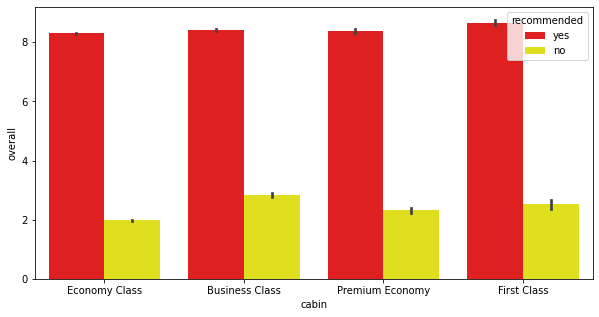 recommended
yes
no
8
6
4
2
0
overall
Economy Class
Business Class
Premium Economy
First Class
cabin